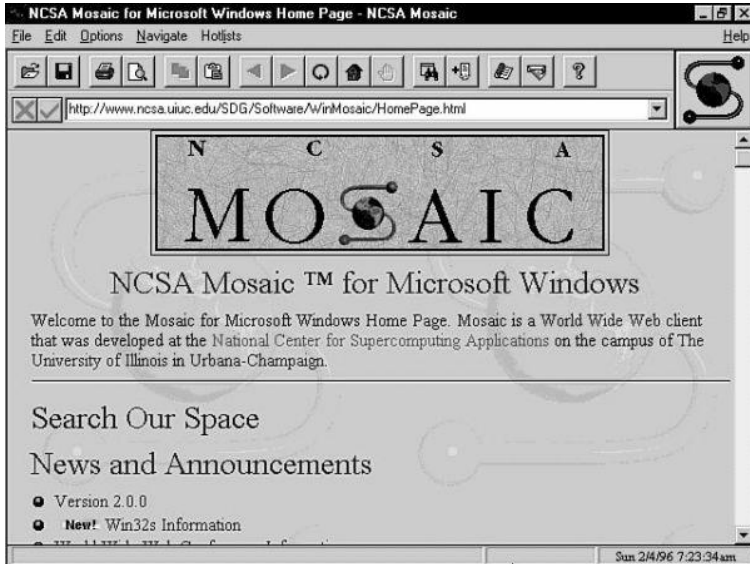 NCSA Mosaic for Microsoft Windows Home Page - NCSA Mosaic
File Edit Options Navigate Hotlists Help
http://www.ncsa.uiuc.edu/SDG/Software/WinMosaic/HomePage.html
N C S A
MOSAIC
NCSA Mosaic ™ for Microsoft Windows
Welcome to the Mosaic for Microsoft Windows Home Page. Mosaic is a World Wide Web client
that was developed at the National Center for Supercomputing Applications on the campus of The
University of Illinois in Urbana-Champaign.
Search Our Space
News and Announcements
Version 2.0.0
New! Win32s Information
Sun 2/4/96 7:23:34am